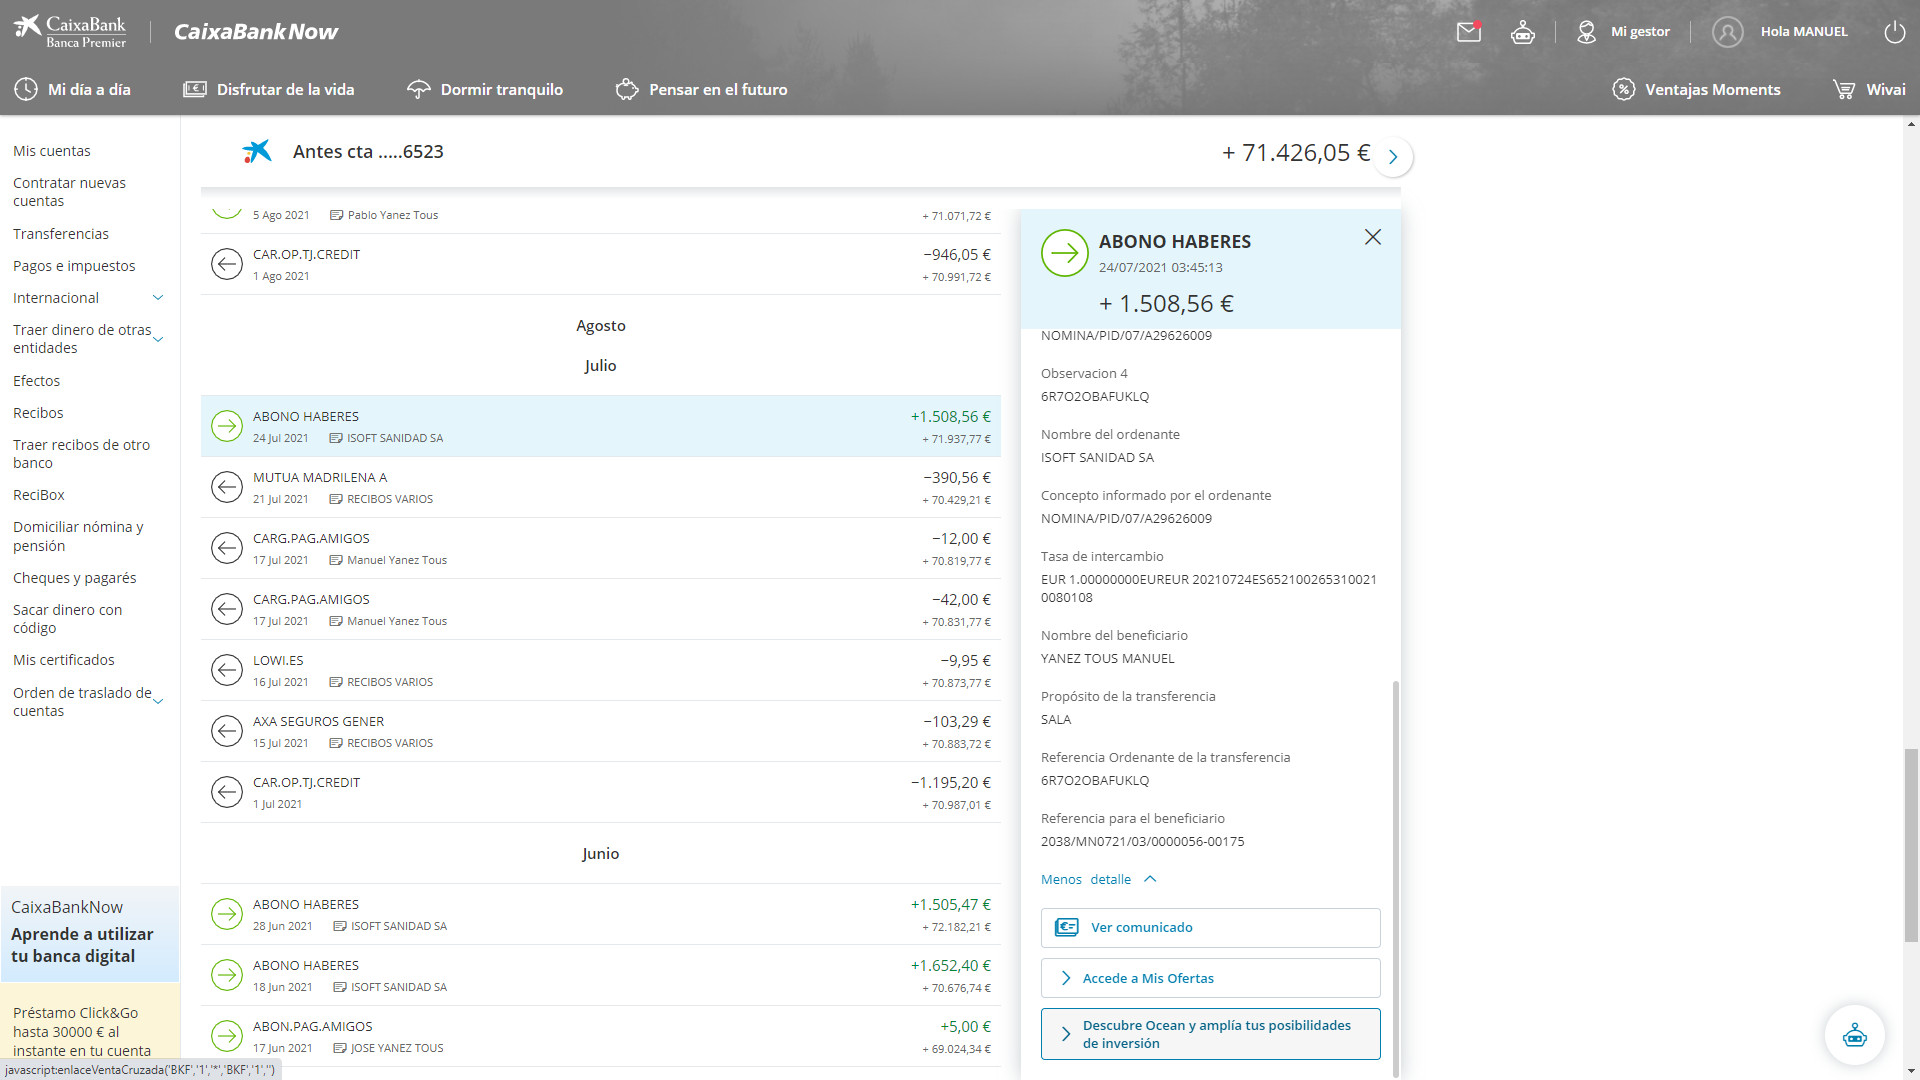 CaixaBank
Banca Premier
CaixaBankNow
Mi gestor
Hola MANUEL
Mi día a día
Disfrutar de la vida
Dormir tranquilo
Pensar en el futuro
Ventajas Moments
Wivai
Mis cuentas
Contratar nuevas
cuentas
Transferencias
Pagos e impuestos
Internacional
Traer dinero de otras
entidades
Efectos
Recibos
Traer recibos de otro
banco
ReciBox
Domiciliar nómina y
pensión
Cheques y pagarés
Sacar dinero con
código
Mis certificados
Orden de traslado de
cuentas
CaixaBankNow
Aprende a utilizar
tu banca digital
Préstamo Click&Go
hasta 30000 € al
instante en tu cuenta
javascript:enlaceVentaCruzada('BKF','1','*','BKF','1','')
Antes cta .....6523
+ 71.426,05 €
5 Ago 2021 Pablo Yanez Tous + 71.071,72 €
CAR.OP.TJ.CREDIT −946,05 €
1 Ago 2021 + 70.991,72 €
Agosto
Julio
ABONO HABERES +1.508,56 €
24 Jul 2021 ISOFT SANIDAD SA + 71.937,77 €
MUTUA MADRILENA A −390,56 €
21 Jul 2021 RECIBOS VARIOS + 70.429,21 €
CARG.PAG.AMIGOS −12,00 €
17 Jul 2021 Manuel Yanez Tous + 70.819,77 €
CARG.PAG.AMIGOS −42,00 €
17 Jul 2021 Manuel Yanez Tous + 70.831,77 €
LOWI.ES −9,95 €
16 Jul 2021 RECIBOS VARIOS + 70.873,77 €
AXA SEGUROS GENER −103,29 €
15 Jul 2021 RECIBOS VARIOS + 70.883,72 €
CAR.OP.TJ.CREDIT −1.195,20 €
1 Jul 2021 + 70.987,01 €
Junio
ABONO HABERES +1.505,47 €
28 Jun 2021 ISOFT SANIDAD SA + 72.182,21 €
ABONO HABERES +1.652,40 €
18 Jun 2021 ISOFT SANIDAD SA + 70.676,74 €
ABON.PAG.AMIGOS +5,00 €
17 Jun 2021 JOSE YANEZ TOUS + 69.024,34 €
ABONO HABERES
24/07/2021 03:45:13
+ 1.508,56 €
NOMINA/PID/07/A29626009
Observacion 4
6R7O2OBAFUKLQ
Nombre del ordenante
ISOFT SANIDAD SA
Concepto informado por el ordenante
NOMINA/PID/07/A29626009
Tasa de intercambio
EUR 1.00000000EUREUR 20210724ES652100265310021
0080108
Nombre del beneficiario
YANEZ TOUS MANUEL
Propósito de la transferencia
SALA
Referencia Ordenante de la transferencia
6R7O2OBAFUKLQ
Referencia para el beneficiario
2038/MN0721/03/0000056-00175
Menos detalle
Ver comunicado
Accede a Mis Ofertas
Descubre Ocean y amplía tus posibilidades
de inversión